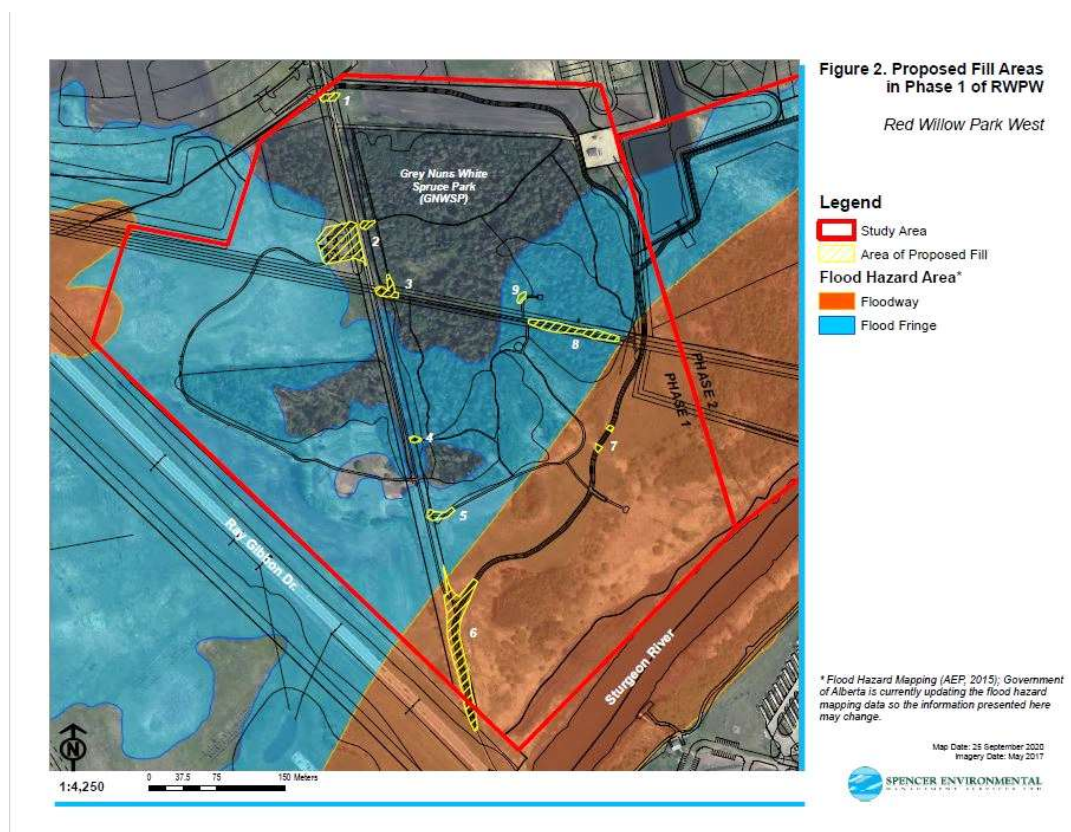 Figure 2. Proposed Fill Areas
in Phase 1 of RWPW
Red Willow Park West
Legend
Study Area
Area of Proposed Fill
Flood Hazard Area*
Floodway
Flood Fringe
1
Grey Nuns White
Spruce Park
(GNWSP)
2
3
9
8
PHASE 2
PHASE 1
4
7
5
Ray Gibbon Dr.
6
Sturgeon River
* Flood Hazard Mapping (AEP, 2015); Government
of Alberta is currently updating the flood hazard
mapping data so the information presented here
may change.
Map Date: 25 September 2020
Imagery Date: May 2017
N
1:4,250
0 37.5 75 150 Meters
SPENCER ENVIRONMENTAL
MANAGEMENT SERVICES LTD